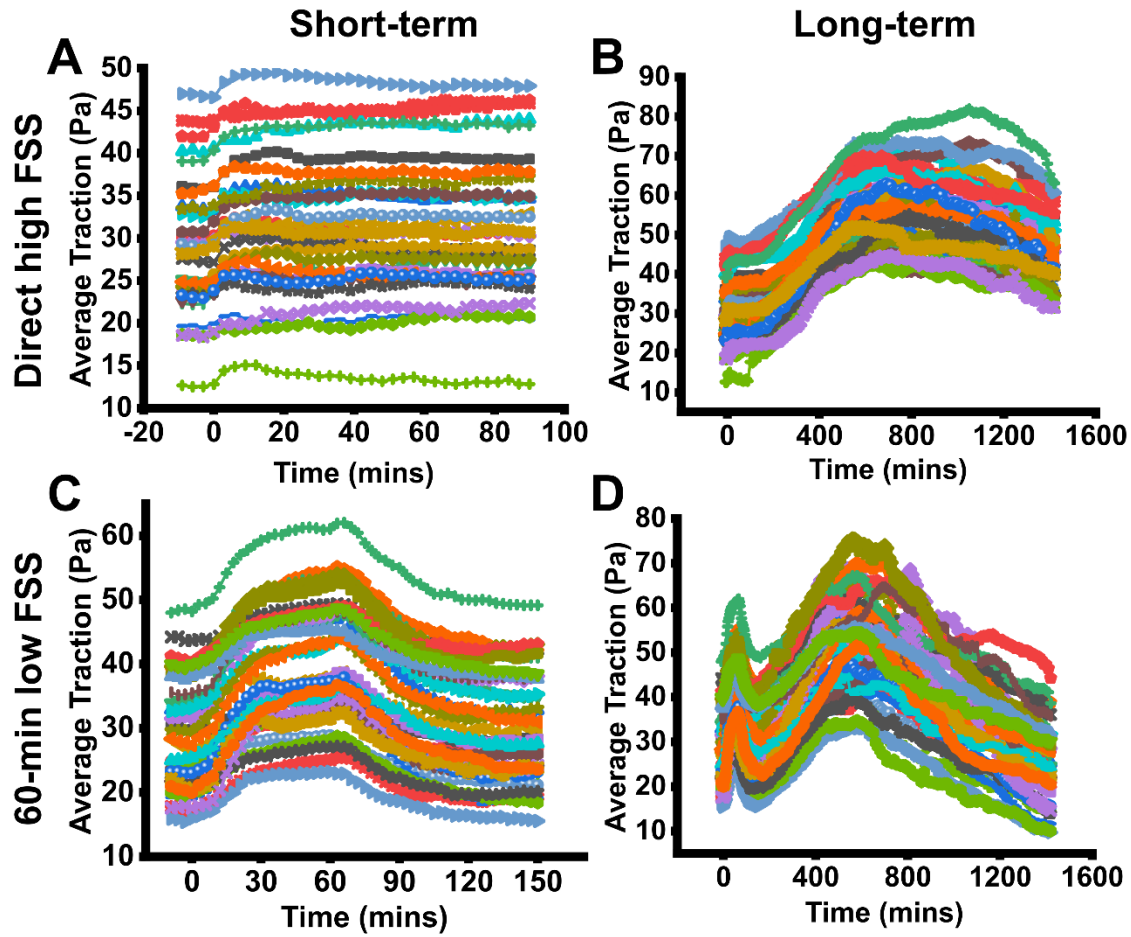 Short-term
Long-term
A
B
Direct high FSS
Average Traction (Pa)
50
45
40
35
30
25
20
15
10
-20 0 20 40 60 80 100
Time (mins)
Average Traction (Pa)
90
80
70
60
50
40
30
20
10
0 400 800 1200 1600
Time (mins)
C
D
60-min low FSS
Average Traction (Pa)
60
50
40
30
20
10
0 30 60 90 120 150
Time (mins)
Average Traction (Pa)
80
70
60
50
40
30
20
10
0 400 800 1200 1600
Time (mins)